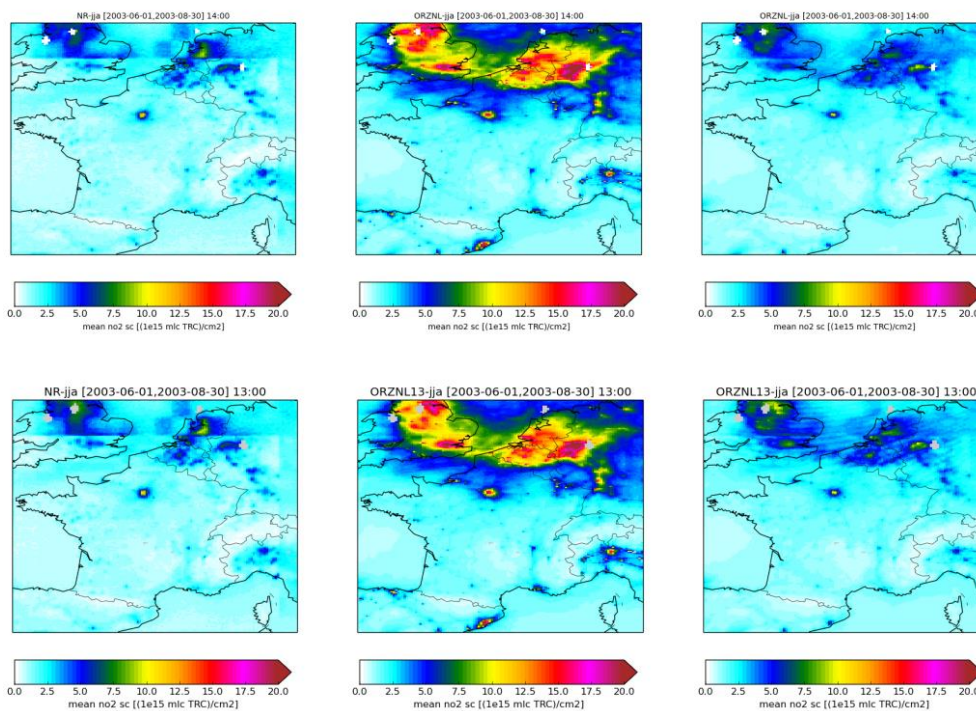 NR-jja [2003-06-01,2003-08-30] 14:00
ORZNL-jja [2003-06-01,2003-08-30] 14:00
ORZNL-jja [2003-06-01,2003-08-30] 14:00
0.0 2.5 5.0 7.5 10.0 12.5 15.0 17.5 20.0
0.0 2.5 5.0 7.5 10.0 12.5 15.0 17.5 20.0
0.0 2.5 5.0 7.5 10.0 12.5 15.0 17.5 20.0
mean no2 sc [(1e15 mlc TRC)/cm2]
mean no2 sc [(1e15 mlc TRC)/cm2]
mean no2 sc [(1e15 mlc TRC)/cm2]
NR-jja [2003-06-01,2003-08-30] 13:00
ORZNL13-jja [2003-06-01,2003-08-30] 13:00
ORZNL13-jja [2003-06-01,2003-08-30] 13:00
0.0 2.5 5.0 7.5 10.0 12.5 15.0 17.5 20.0
0.0 2.5 5.0 7.5 10.0 12.5 15.0 17.5 20.0
0.0 2.5 5.0 7.5 10.0 12.5 15.0 17.5 20.0
mean no2 sc [(1e15 mlc TRC)/cm2]
mean no2 sc [(1e15 mlc TRC)/cm2]
mean no2 sc [(1e15 mlc TRC)/cm2]